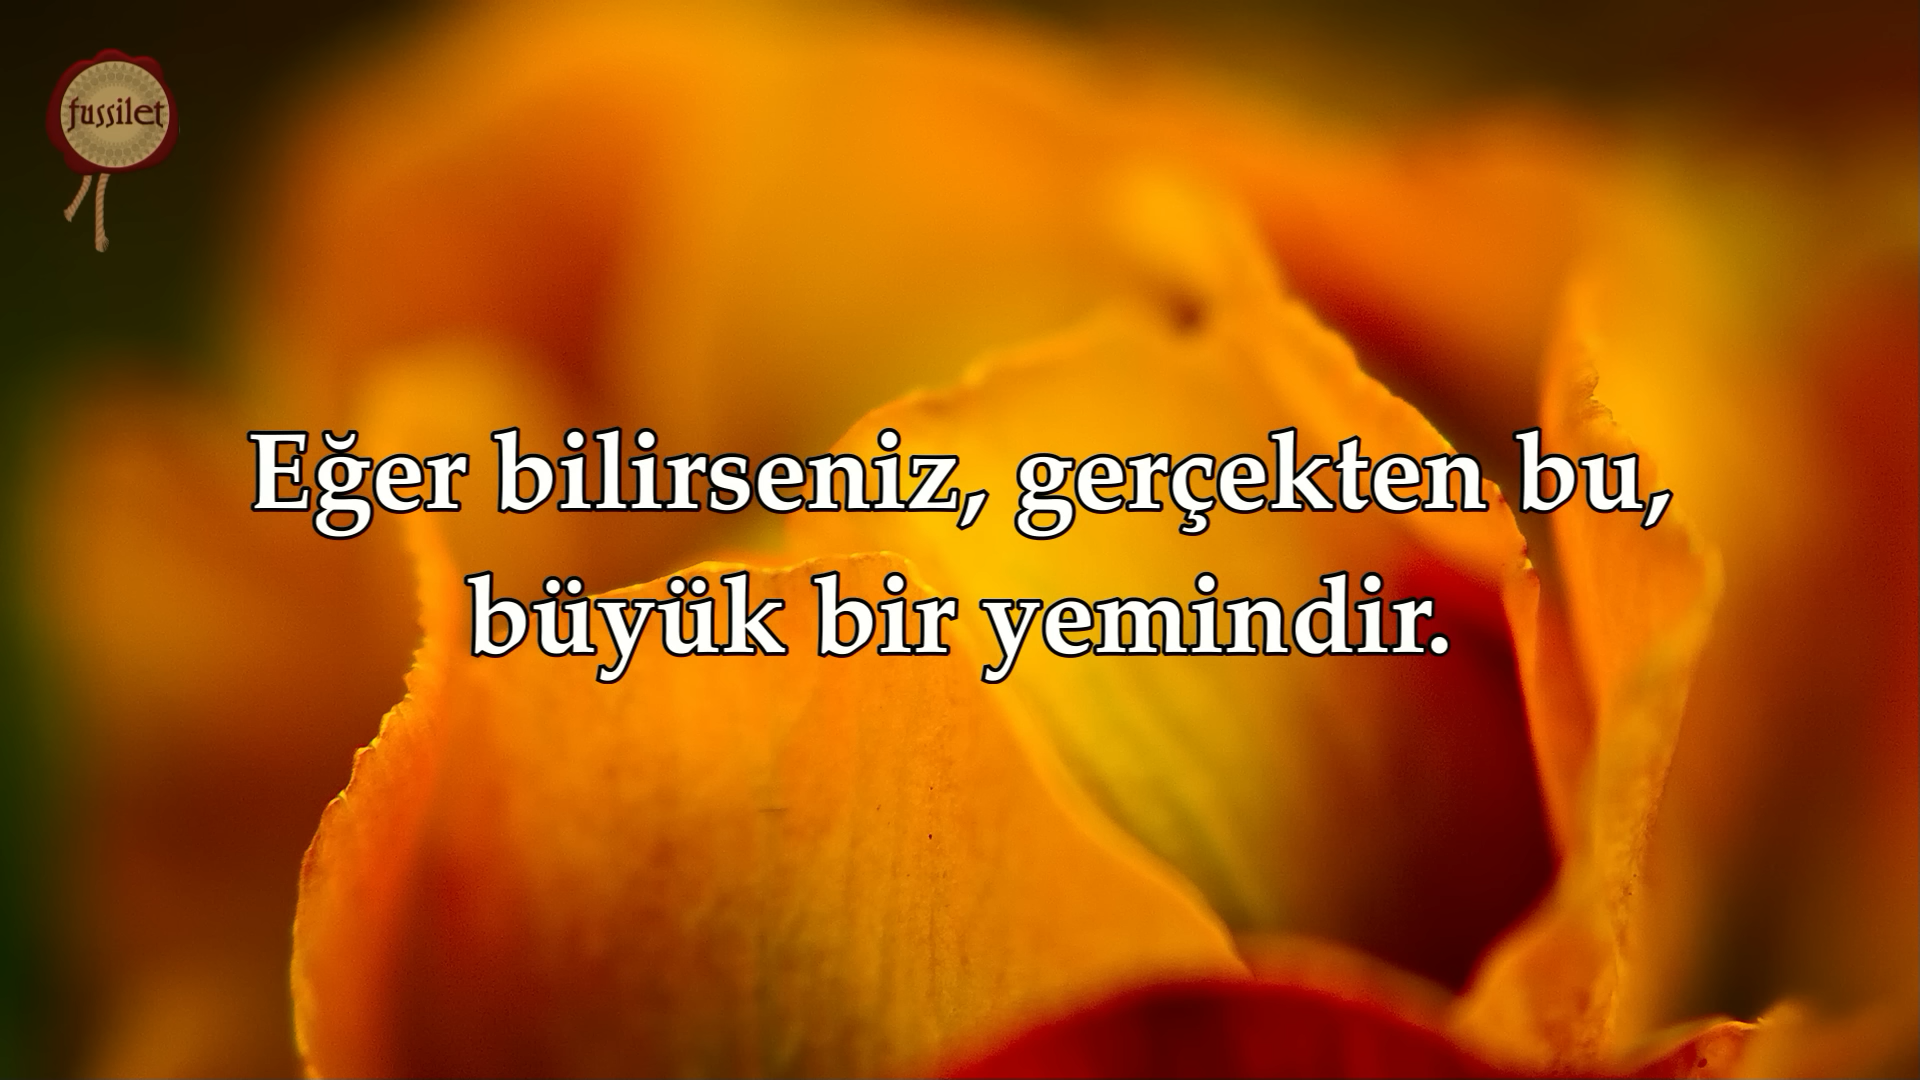 fussilet
Eğer bilirseniz, gerçekten bu,
büyük bir yemindir.